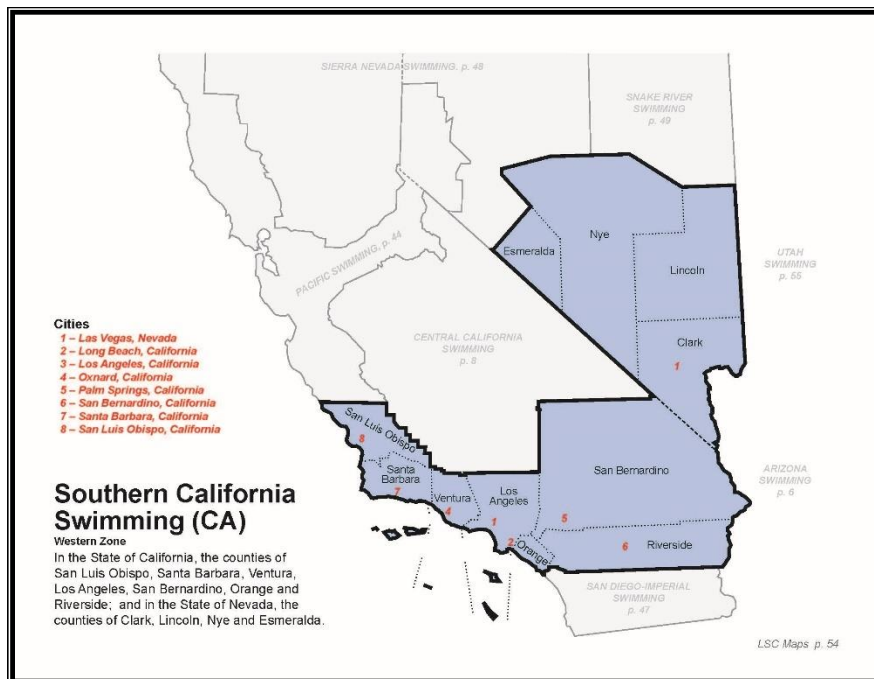 SIERRA NEVADA SWIMMING, p. 48
SNAKE RIVER
SWIMMING
p. 49
PACIFIC SWIMMING, p. 44
Nye
Esmeralda
Lincoln
UTAH
SWIMMING
p. 55
CENTRAL CALIFORNIA
SWIMMING
p. 8
Clark
1
Cities
1 – Las Vegas, Nevada
2 – Long Beach, California
3 – Los Angeles, California
4 – Oxnard, California
5 – Palm Springs, California
6 – San Bernardino, California
7 – Santa Barbara, California
8 – San Luis Obispo, California
San Luis Obispo
8
Santa
Barbara
7
Ventura
4
Los
Angeles
1
2
Orange
San Bernardino
5
6
Riverside
ARIZONA
SWIMMING
p. 6
SAN DIEGO-IMPERIAL
SWIMMING
p. 47
Southern California
Swimming (CA)
Western Zone
In the State of California, the counties of
San Luis Obispo, Santa Barbara, Ventura,
Los Angeles, San Bernardino, Orange and
Riverside; and in the State of Nevada, the
counties of Clark, Lincoln, Nye and Esmeralda.
LSC Maps p. 54